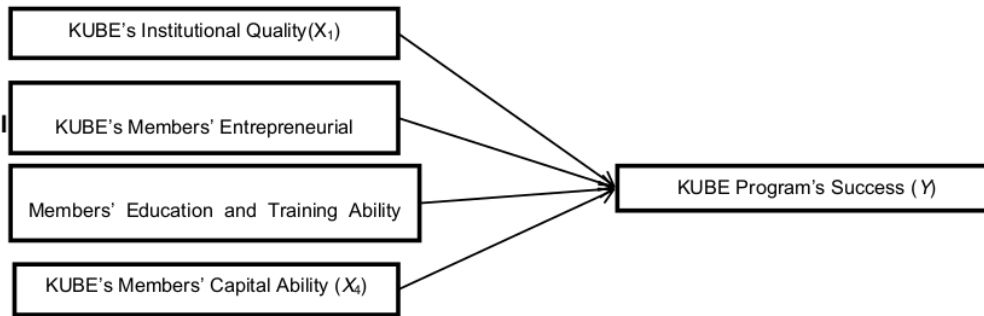 KUBE's Institutional Quality(X₁)
KUBE's Members' Entrepreneurial
Members' Education and Training Ability
KUBE's Members' Capital Ability (X₄)
KUBE Program's Success (Y)